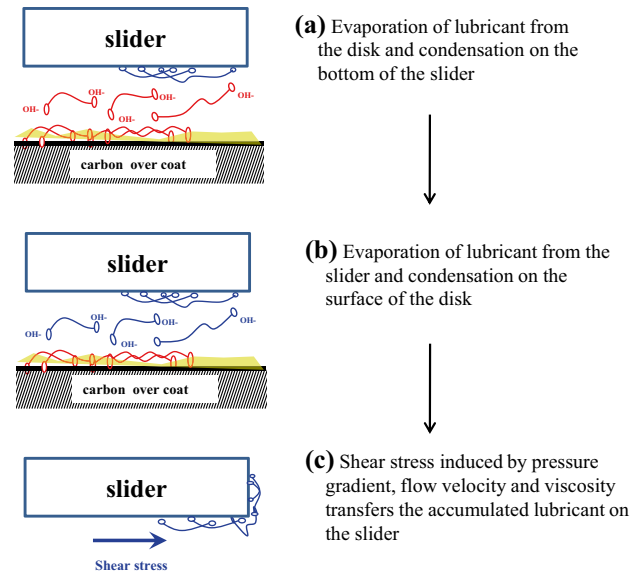 slider
(a) Evaporation of lubricant from
the disk and condensation on the
bottom of the slider
OH-
OH-
OH-
OH-
carbon over coat
slider
(b) Evaporation of lubricant from the
slider and condensation on the
surface of the disk
OH-
OH-
OH-
OH-
carbon over coat
slider
(c) Shear stress induced by pressure
gradient, flow velocity and viscosity
transfers the accumulated lubricant on
the slider
Shear stress